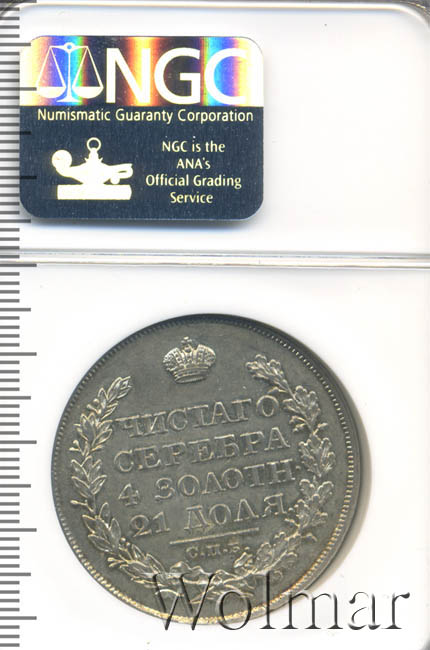 NGC
Numismatic Guaranty Corporation
NGC is the
ANA's
Official Grading
Service
ЧИСТАГО
СЕРЕБРА
4 ЗОЛОТН.
21 ДОЛЯ.
С.П.Б.
Wolmar